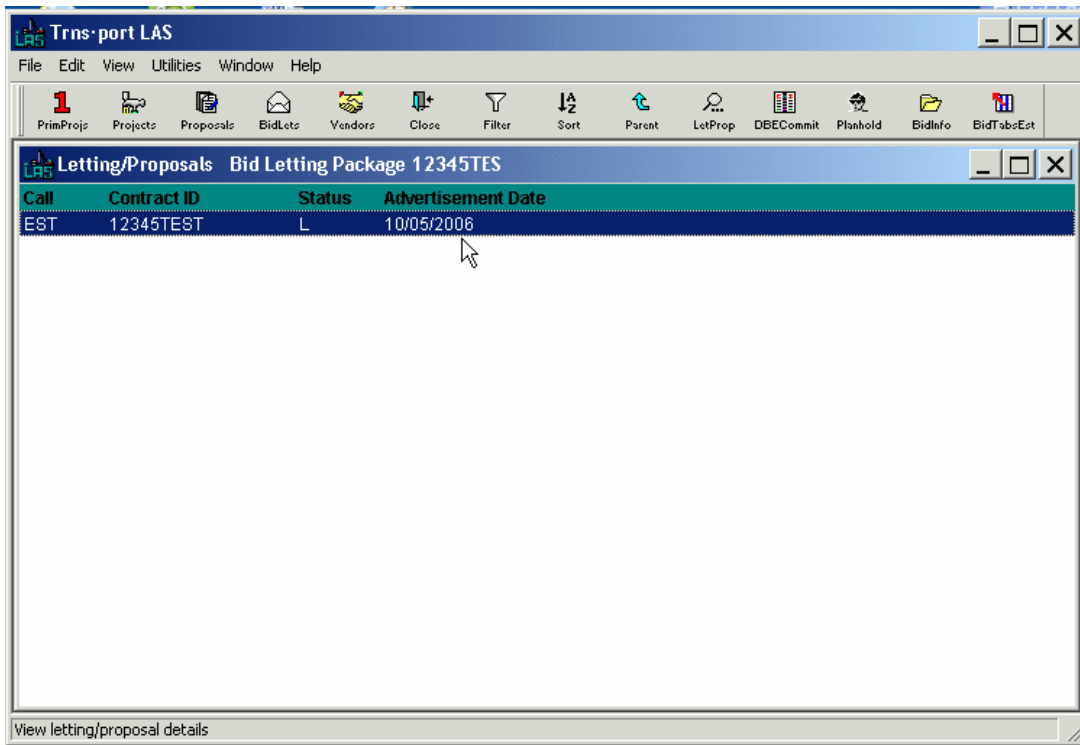 Trns·port LAS
File Edit View Utilities Window Help
PrimProjs Projects Proposals BidLets Vendors Close Filter Sort Parent LetProp DBECommit Planhold BidInfo BidTabsEst
Letting/Proposals Bid Letting Package 12345TES
Call Contract ID Status Advertisement Date
EST 12345TEST L 10/05/2006
View letting/proposal details